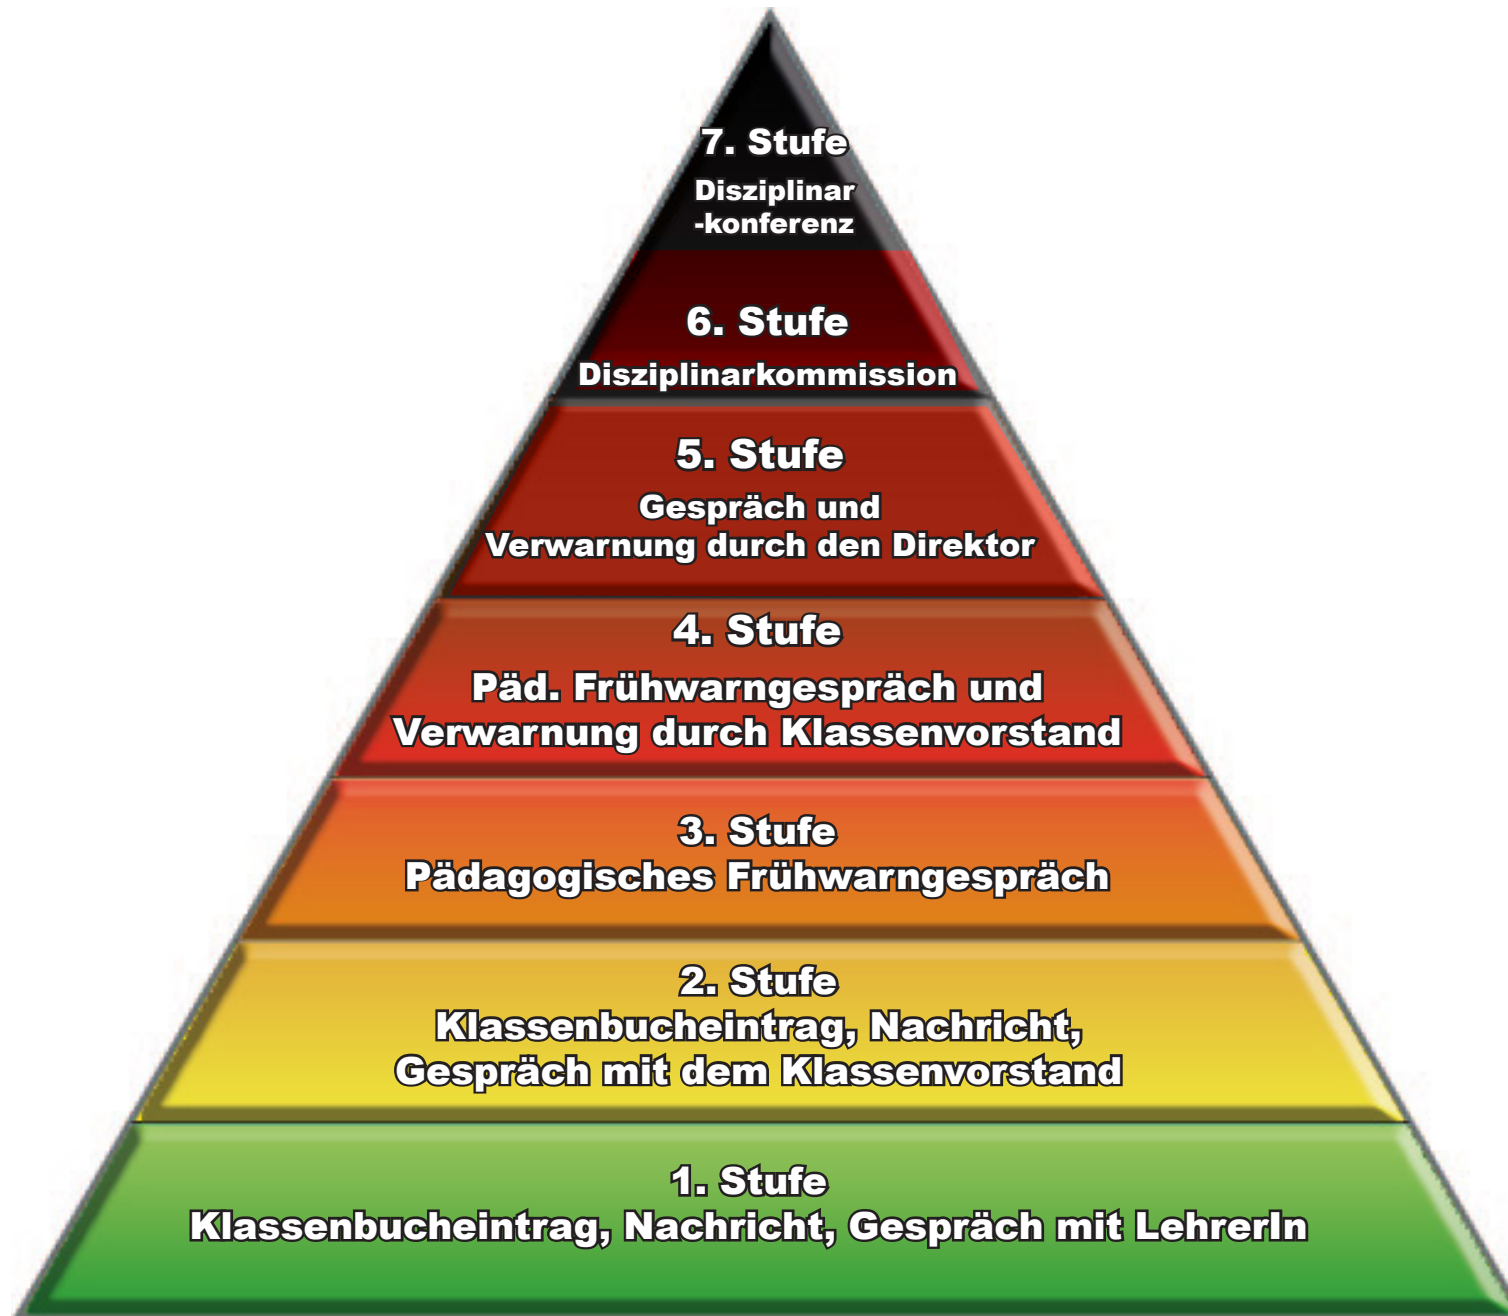 7. Stufe
Disziplinar
-konferenz
6. Stufe
Disziplinarkommission
5. Stufe
Gespräch und
Verwarnung durch den Direktor
4. Stufe
Päd. Frühwarngespräch und
Verwarnung durch Klassenvorstand
3. Stufe
Pädagogisches Frühwarngespräch
2. Stufe
Klassenbucheintrag, Nachricht,
Gespräch mit dem Klassenvorstand
1. Stufe
Klassenbucheintrag, Nachricht, Gespräch mit LehrerIn